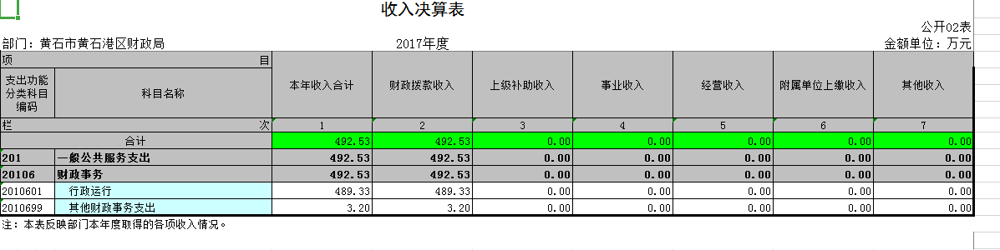 收入决算表
公开02表
部门：黄石市黄石港区财政局 2017年度 金额单位：万元
项 目 本年收入合计 财政拨款收入 上级补助收入 事业收入 经营收入 附属单位上缴收入 其他收入
支出功能
分类科目
编码
科目名称
栏 次 1 2 3 4 5 6 7
合计 492.53 492.53 0.00 0.00 0.00 0.00 0.00
201 一般公共服务支出 492.53 492.53 0.00 0.00 0.00 0.00 0.00
20106 财政事务 492.53 492.53 0.00 0.00 0.00 0.00 0.00
2010601 行政运行 489.33 489.33 0.00 0.00 0.00 0.00 0.00
2010699 其他财政事务支出 3.20 3.20 0.00 0.00 0.00 0.00 0.00
注：本表反映部门本年度取得的各项收入情况。